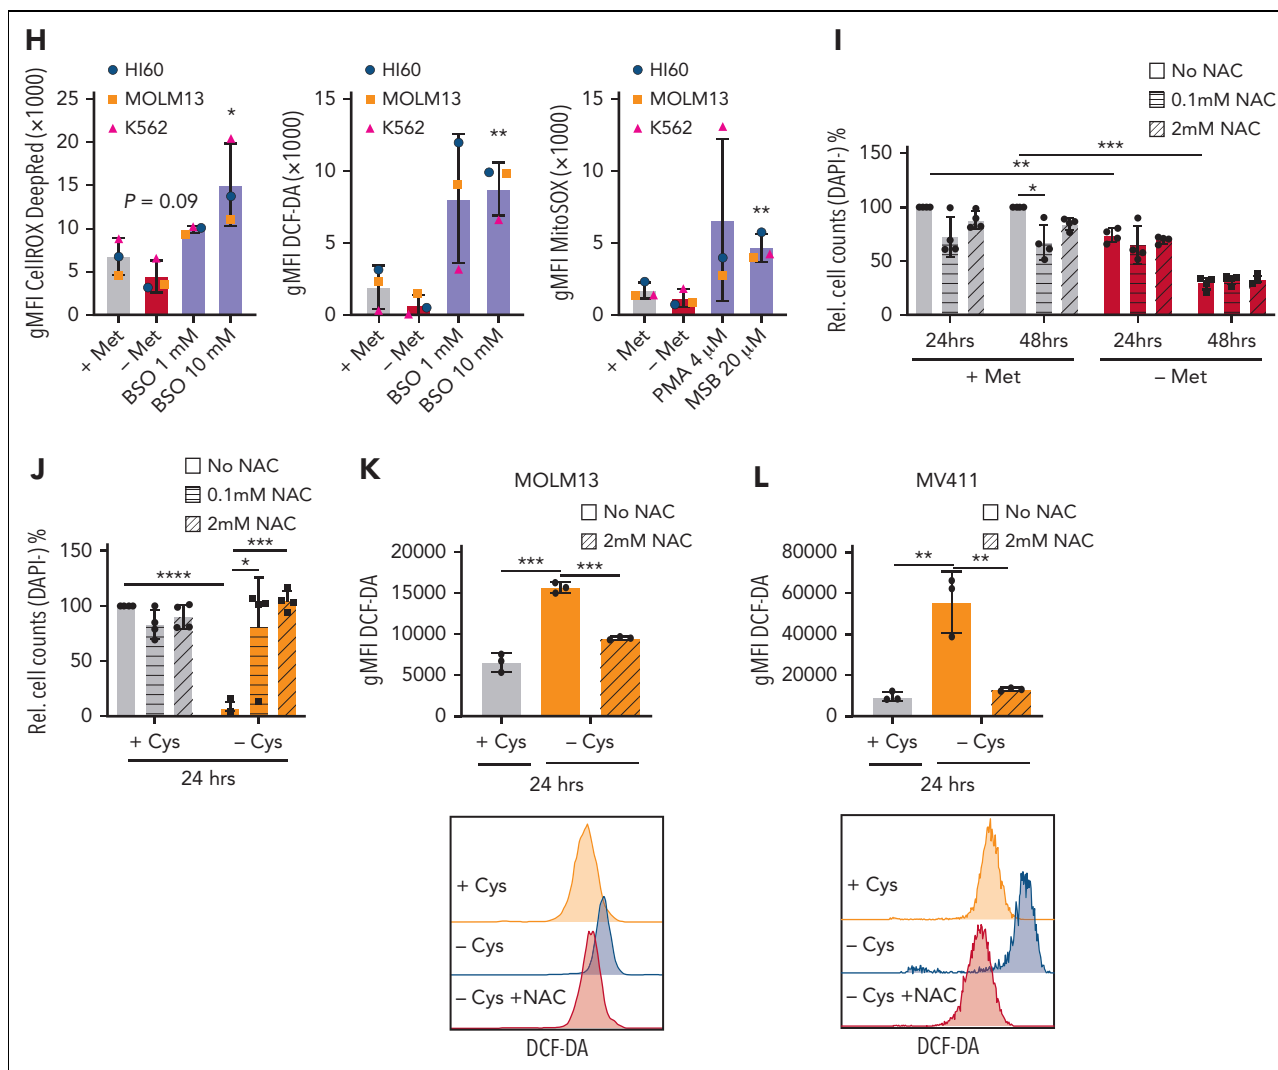 H
HI60
MOLM13
K562
gMFI CellROX DeepRed (×1000)
25
20
15
10
5
0
P = 0.09
*
+ Met
– Met
BSO 1 mM
BSO 10 mM
HI60
MOLM13
K562
gMFI DCF-DA (×1000)
15
10
5
0
**
+ Met
– Met
BSO 1 mM
BSO 10 mM
HI60
MOLM13
K562
gMFI MitoSOX (×1000)
15
10
5
0
**
+ Met
– Met
PMA 4 μM
MSB 20 μM
I
No NAC
0.1mM NAC
2mM NAC
Rel. cell counts (DAPI-) %
150
100
50
0
**
*
***
24hrs 48hrs 24hrs 48hrs
+ Met – Met
J
No NAC
0.1mM NAC
2mM NAC
Rel. cell counts (DAPI-) %
150
100
50
0
****
*
***
+ Cys – Cys
24 hrs
K
MOLM13
No NAC
2mM NAC
gMFI DCF-DA
20000
15000
10000
5000
0
*** ***
+ Cys – Cys
24 hrs
+ Cys
– Cys
– Cys +NAC
DCF-DA
L
MV411
No NAC
2mM NAC
gMFI DCF-DA
80000
60000
40000
20000
0
** **
+ Cys – Cys
24 hrs
+ Cys
– Cys
– Cys +NAC
DCF-DA